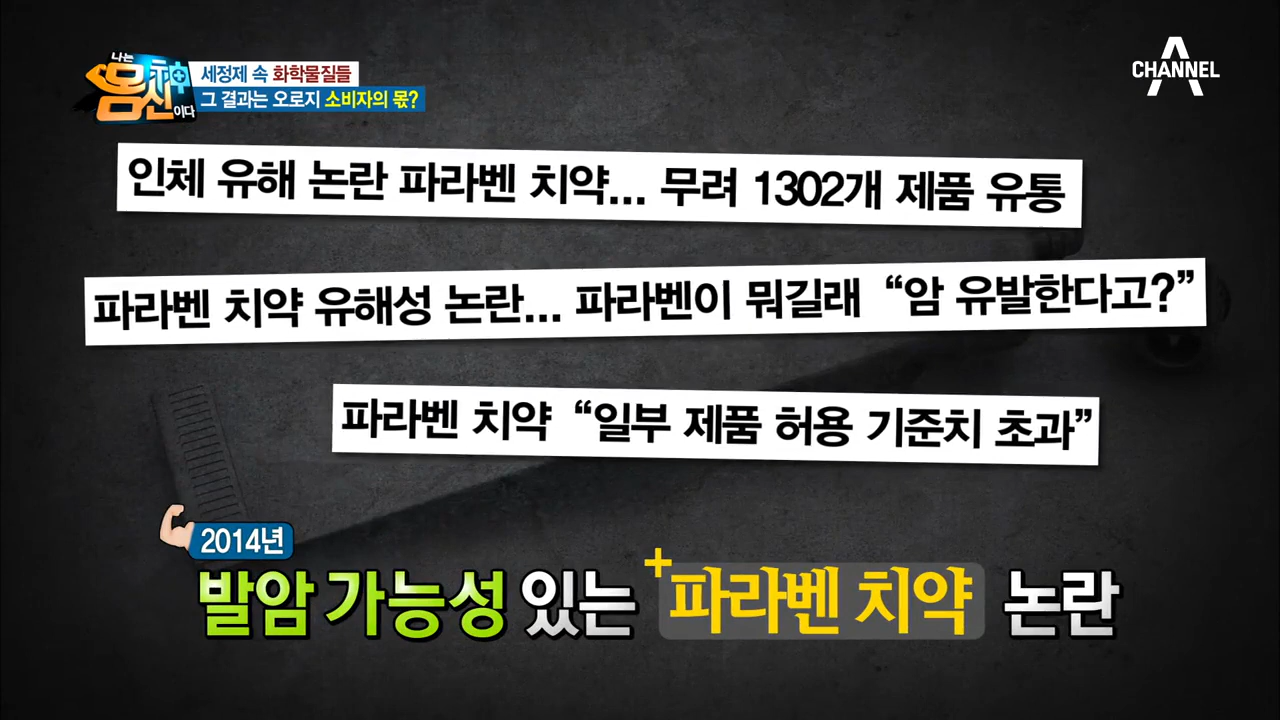 나는
몸신이다
神
세정제 속 화학물질들
그 결과는 오로지 소비자의 몫?
CHANNEL A
인체 유해 논란 파라벤 치약... 무려 1302개 제품 유통
파라벤 치약 유해성 논란... 파라벤이 뭐길래 “암 유발한다고?”
파라벤 치약 “일부 제품 허용 기준치 초과”
2014년
발암 가능성 있는 파라벤 치약 논란